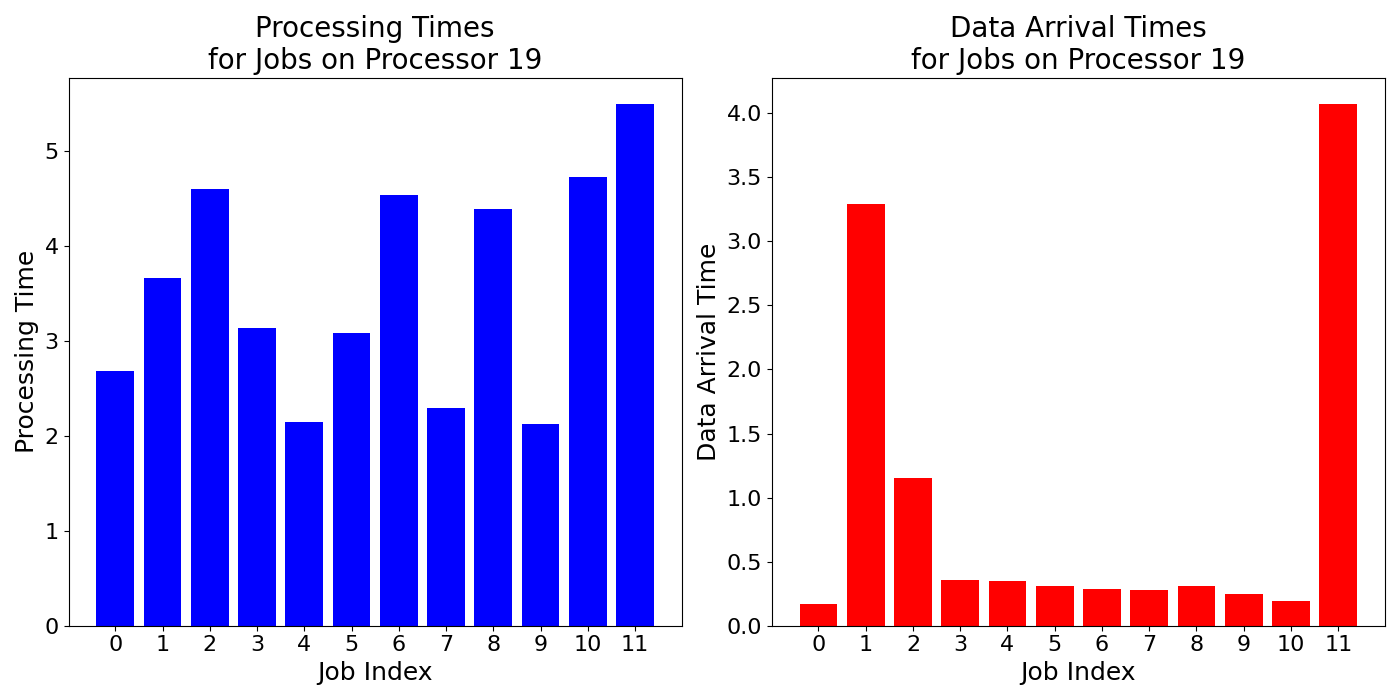 Processing Times
for Jobs on Processor 19
Processing Time
5
4
3
2
1
0
0 1 2 3 4 5 6 7 8 9 10 11
Job Index
Data Arrival Times
for Jobs on Processor 19
Data Arrival Time
4.0
3.5
3.0
2.5
2.0
1.5
1.0
0.5
0.0
0 1 2 3 4 5 6 7 8 9 10 11
Job Index